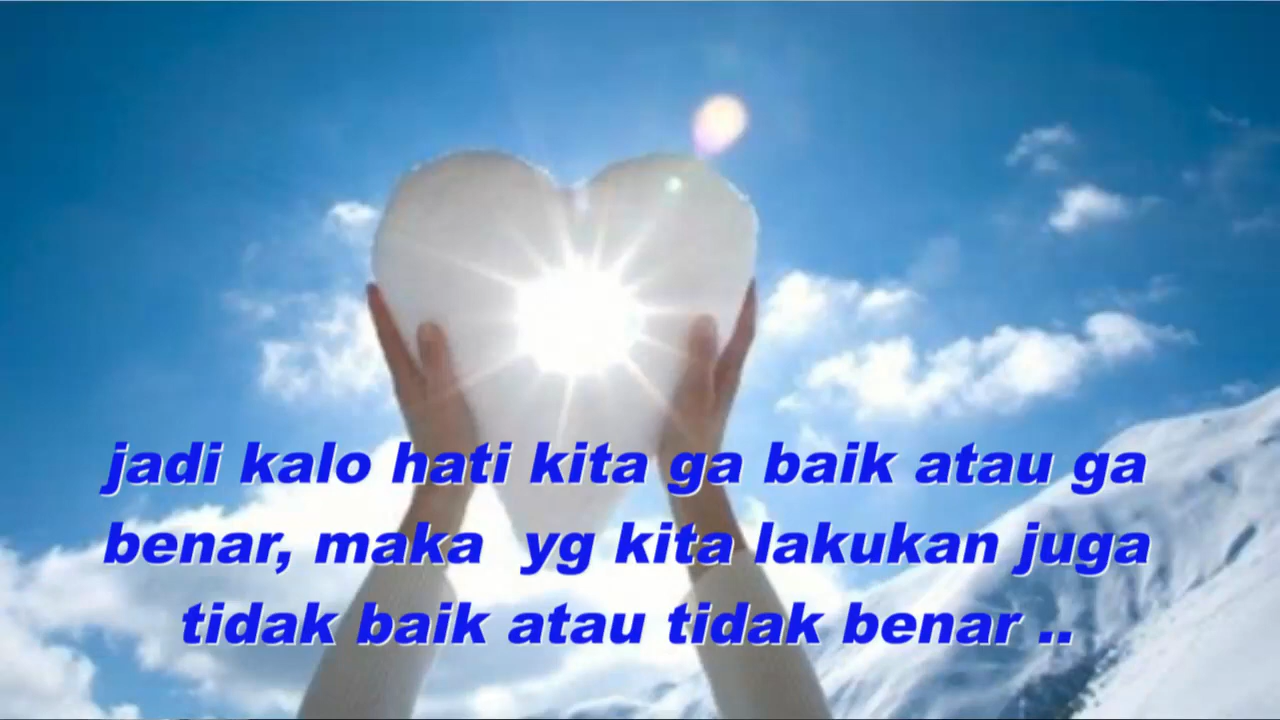 jadi kalo hati kita ga baik atau ga
benar, maka  yg kita lakukan juga
tidak baik atau tidak benar ..